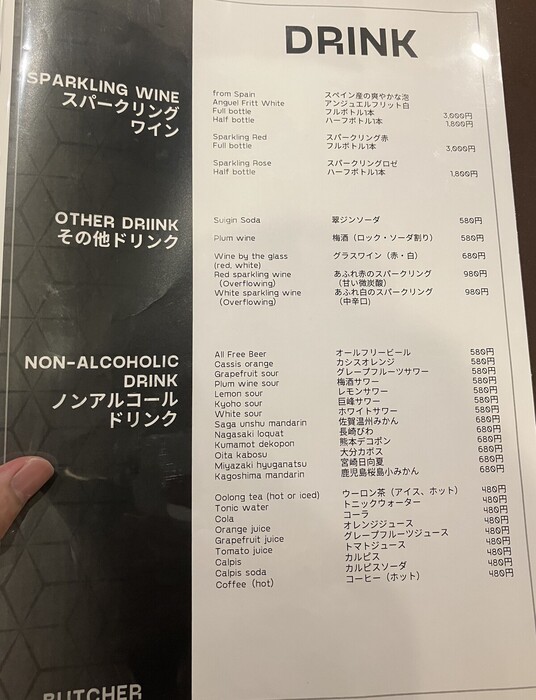 DRINK
SPARKLING WINE
スパークリング
ワイン
from Spain スペイン産の爽やかな泡
Anguel Fritt White アンジュエルフリット白
Full bottle フルボトル1本 3,000円
Half bottle ハーフボトル1本 1,800円
Sparkling Red スパークリング赤
Full bottle フルボトル1本 3,000円
Sparkling Rose スパークリングロゼ
Half bottle ハーフボトル1本 1,800円
OTHER DRIINK
その他ドリンク
Suigin Soda 翠ジンソーダ 580円
Plum wine 梅酒（ロック・ソーダ割り） 580円
Wine by the glass グラスワイン（赤・白） 680円
(red, white)
Red sparkling wine あふれ赤のスパークリング 980円
（Overflowing） （甘い微炭酸）
White sparkling wine あふれ白のスパークリング 980円
（Overflowing） （中辛口）
NON-ALCOHOLIC
DRINK
ノンアルコール
ドリンク
All Free Beer オールフリービール 580円
Cassis orange カシスオレンジ 580円
Grapefruit sour グレープフルーツサワー 580円
Plum wine sour 梅酒サワー 580円
Lemon sour レモンサワー 580円
Kyoho sour 巨峰サワー 580円
White sour ホワイトサワー 580円
Saga unshu mandarin 佐賀温州みかん 680円
Nagasaki loquat 長崎びわ 680円
Kumamot dekopon 熊本デコポン 680円
Oita kabosu 大分カボス 680円
Miyazaki hyuganatsu 宮崎日向夏 680円
Kagoshima mandarin 鹿児島桜島小みかん 680円
Oolong tea (hot or iced) ウーロン茶（アイス、ホット） 480円
Tonic water トニックウォーター 480円
Cola コーラ 480円
Orange juice オレンジジュース 480円
Grapefruit juice グレープフルーツジュース 480円
Tomato juice トマトジュース 480円
Calpis カルピス 480円
Calpis soda カルピスソーダ 480円
Coffee (hot) コーヒー（ホット） 480円
BUTCHER